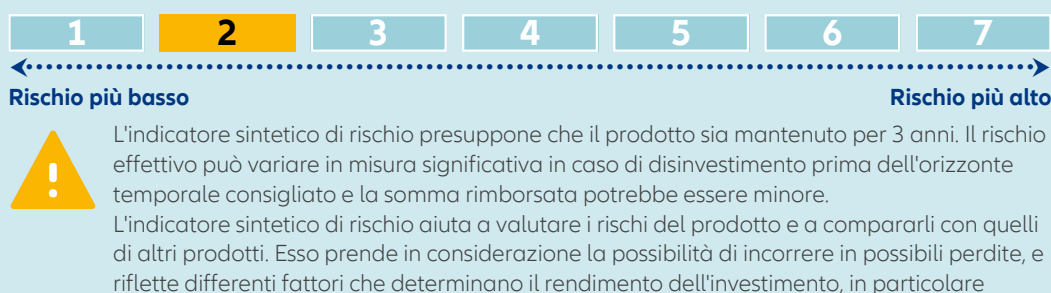 1 2 3 4 5 6 7
Rischio più basso Rischio più alto
L'indicatore sintetico di rischio presuppone che il prodotto sia mantenuto per 3 anni. Il rischio
effettivo può variare in misura significativa in caso di disinvestimento prima dell'orizzonte
temporale consigliato e la somma rimborsata potrebbe essere minore.
L'indicatore sintetico di rischio aiuta a valutare i rischi del prodotto e a compararli con quelli
di altri prodotti. Esso prende in considerazione la possibilità di incorrere in possibili perdite, e
riflette differenti fattori che determinano il rendimento dell'investimento, in particolare